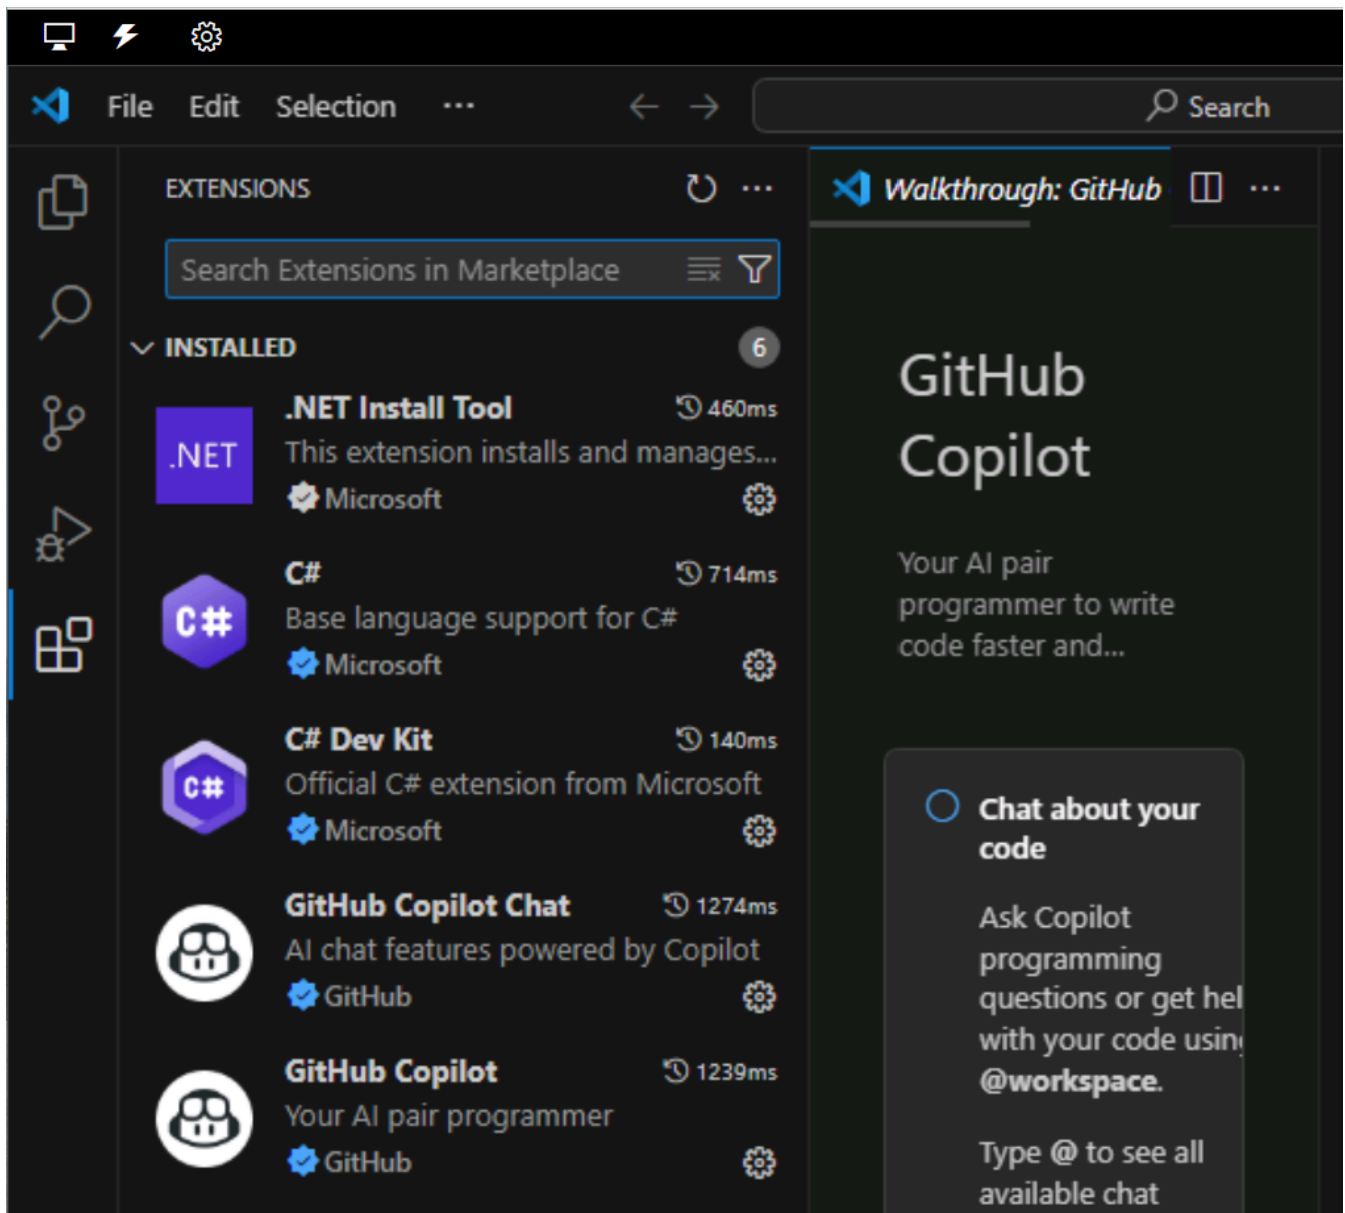 File Edit Selection ··· Search
EXTENSIONS
Search Extensions in Marketplace
INSTALLED 6
.NET
.NET Install Tool 460ms
This extension installs and manages...
Microsoft
C#
C# 714ms
Base language support for C#
Microsoft
C#
C# Dev Kit 140ms
Official C# extension from Microsoft
Microsoft
GitHub Copilot Chat 1274ms
AI chat features powered by Copilot
GitHub
GitHub Copilot 1239ms
Your AI pair programmer
GitHub
Walkthrough: GitHub
GitHub
Copilot
Your AI pair
programmer to write
code faster and...
Chat about your
code
Ask Copilot
programming
questions or get hel
with your code using
@workspace.
Type @ to see all
available chat